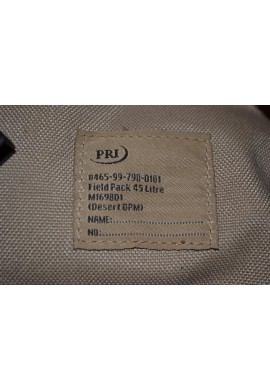 PRI
8465-99-790-0101
Field Pack 45 Litre
M169801
(Desert DPM)
NAME:........................
NO:............................